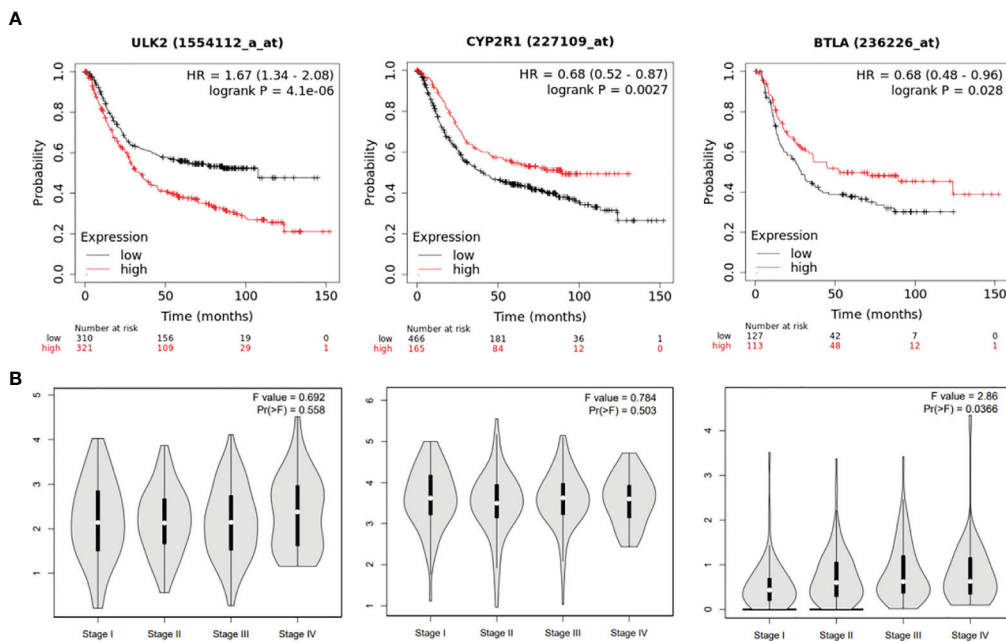 A
ULK2 (1554112_a_at)
HR = 1.67 (1.34 - 2.08)
logrank P = 4.1e-06
Probability
1.0
0.8
0.6
0.4
0.2
0.0
Expression
low
high
0 50 100 150
Time (months)
Number at risk
low 310 156 19 0
high 321 109 29 1
CYP2R1 (227109_at)
HR = 0.68 (0.52 - 0.87)
logrank P = 0.0027
Probability
1.0
0.8
0.6
0.4
0.2
0.0
Expression
low
high
0 50 100 150
Time (months)
Number at risk
low 466 181 36 1
high 165 84 12 0
BTLA (236226_at)
HR = 0.68 (0.48 - 0.96)
logrank P = 0.028
Probability
1.0
0.8
0.6
0.4
0.2
0.0
Expression
low
high
0 50 100 150
Time (months)
Number at risk
low 127 42 7 0
high 113 48 12 1
B
F value = 0.692
Pr(>F) = 0.558
5
4
3
2
1
Stage I Stage II Stage III Stage IV
F value = 0.784
Pr(>F) = 0.503
6
5
4
3
2
1
Stage I Stage II Stage III Stage IV
F value = 2.86
Pr(>F) = 0.0366
4
3
2
1
0
Stage I Stage II Stage III Stage IV